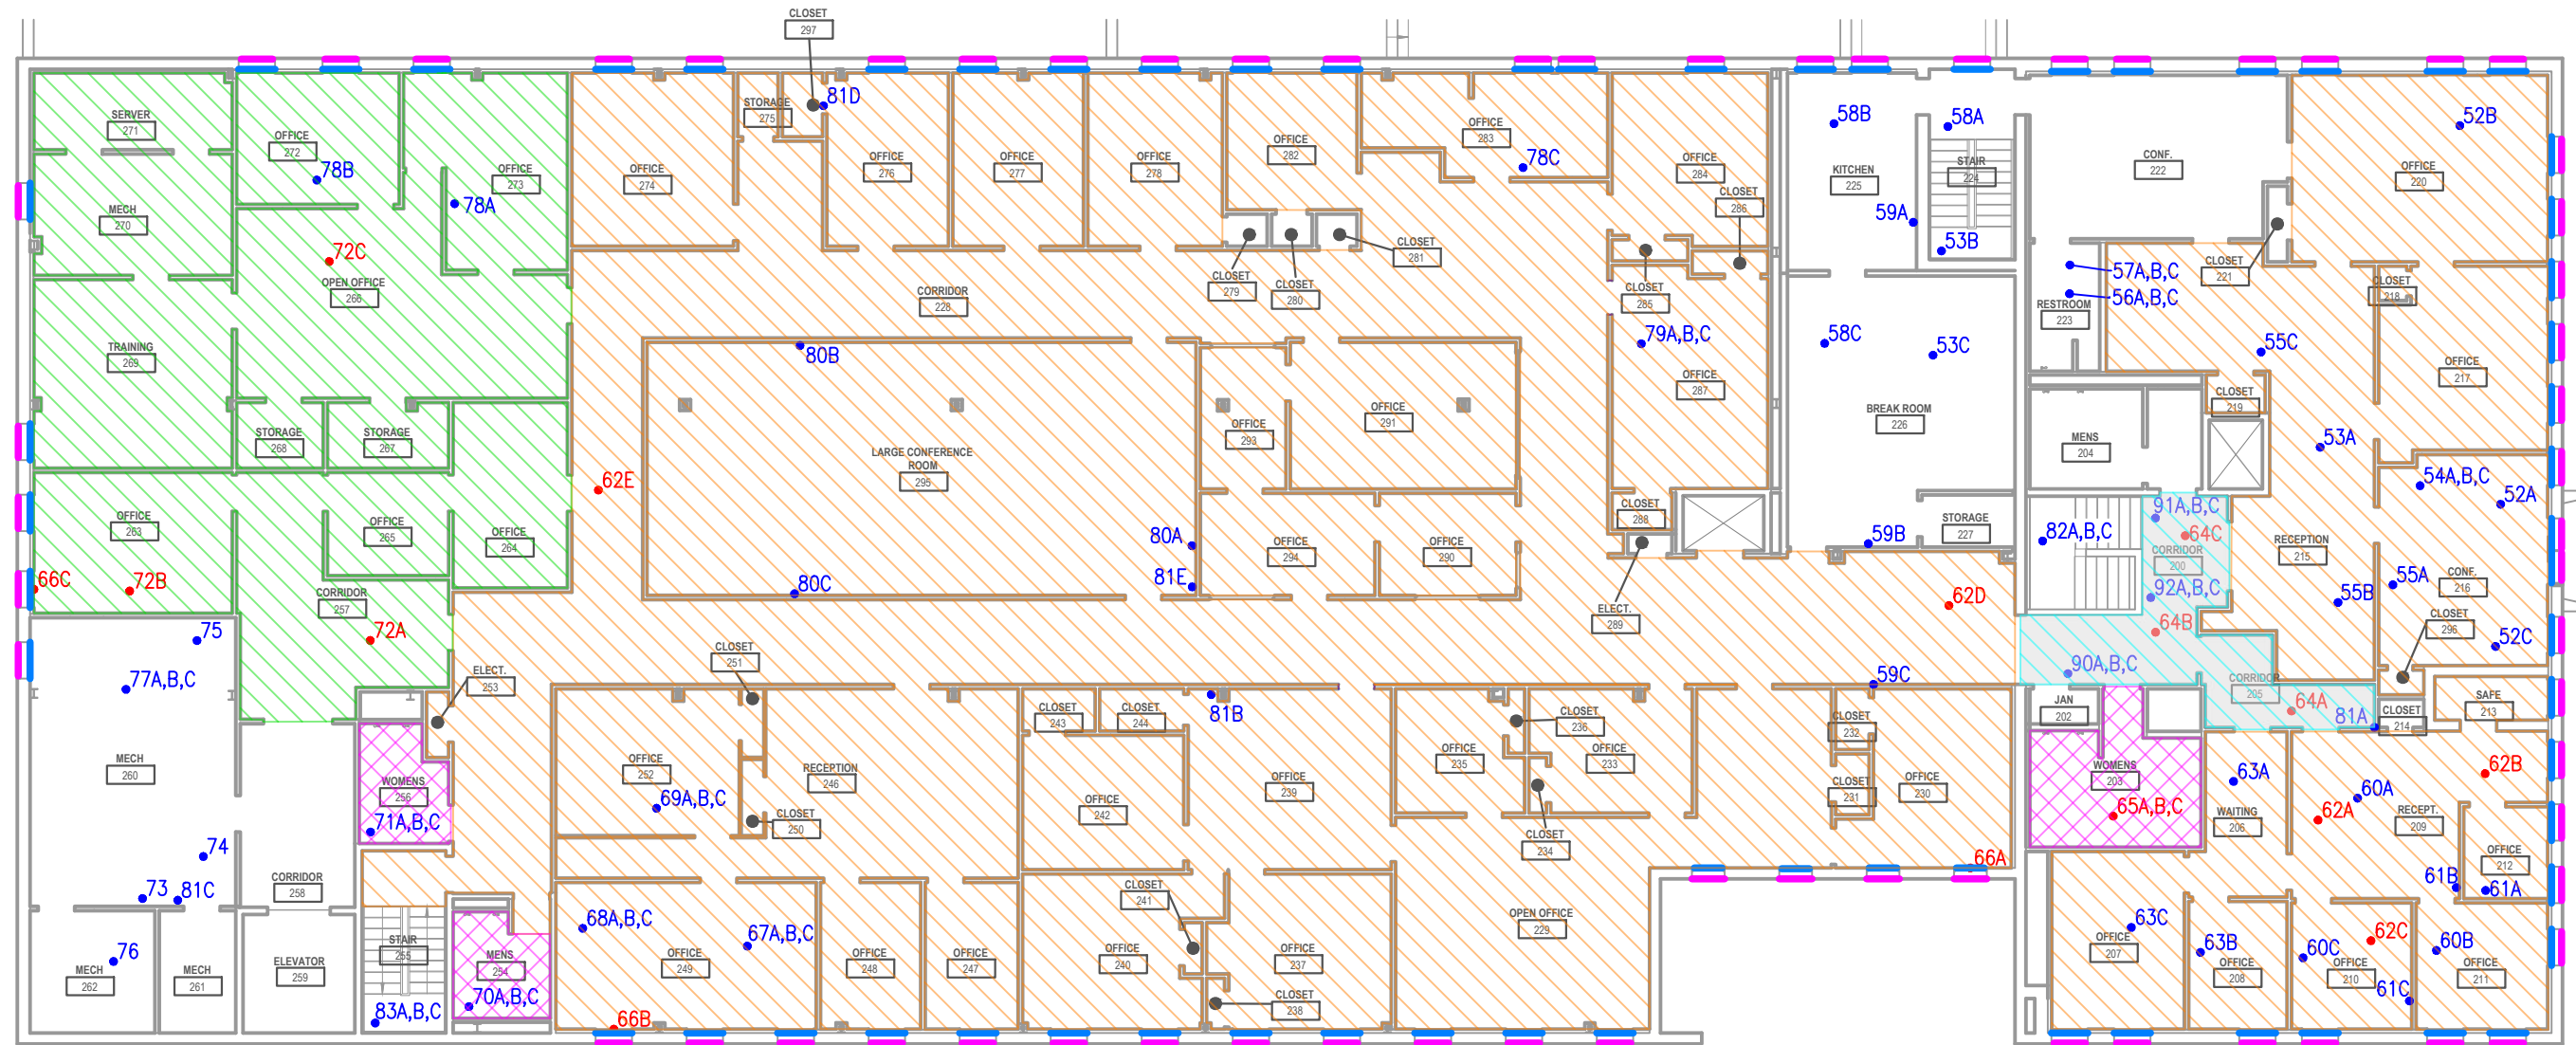 CLOSET
297
SERVER
271
OFFICE
272
78B
OFFICE
273
78A
MECH
270
72C
OPEN OFFICE
266
TRAINING
269
STORAGE
268
STORAGE
267
OFFICE
263
OFFICE
265
OFFICE
264
66C
72B
CORRIDOR
257
72A
OFFICE
274
STORAGE
275
81D
OFFICE
276
OFFICE
277
OFFICE
278
OFFICE
282
OFFICE
283
78C
OFFICE
284
CLOSET
286
CLOSET
279
CLOSET
280
CLOSET
281
CORRIDOR
228
CLOSET
285
79A,B,C
OFFICE
287
80B
LARGE CONFERENCE
ROOM
295
62E
80A
81E
80C
OFFICE
293
OFFICE
291
OFFICE
294
OFFICE
290
CLOSET
288
ELECT.
289
58B
KITCHEN
225
58A
STAIR
224
59A
53B
58C
53C
BREAK ROOM
226
STORAGE
227
59B
62D
59C
CONF.
222
52B
OFFICE
220
57A,B,C
56A,B,C
RESTROOM
223
CLOSET
221
CLOSET
218
55C
OFFICE
217
CLOSET
219
MENS
204
53A
54A,B,C
52A
91A,B,C
64C
82A,B,C
CORRIDOR
200
92A,B,C
RECEPTION
215
55A
CONF.
216
55B
CLOSET
296
52C
64B
90A,B,C
CORRIDOR
205
64A
81A
CLOSET
214
SAFE
213
JAN
202
WOMENS
203
65A,B,C
63A
WAITING
206
60A
62A
62B
RECEPT.
209
OFFICE
212
61B
61A
63C
OFFICE
207
63B
OFFICE
208
60C
62C
OFFICE
210
60B
OFFICE
211
61C
75
77A,B,C
MECH
260
74
73
81C
76
MECH
262
MECH
261
CORRIDOR
258
ELEVATOR
259
ELECT.
253
WOMENS
256
71A,B,C
STAIR
255
83A,B,C
MENS
254
70A,B,C
CLOSET
251
OFFICE
252
69A,B,C
RECEPTION
246
CLOSET
250
CLOSET
243
CLOSET
244
81B
OFFICE
242
OFFICE
239
68A,B,C
67A,B,C
OFFICE
249
OFFICE
248
OFFICE
247
66B
CLOSET
241
OFFICE
240
OFFICE
237
CLOSET
238
OFFICE
235
CLOSET
236
OFFICE
233
CLOSET
234
CLOSET
232
CLOSET
231
OFFICE
230
66A
OPEN OFFICE
229